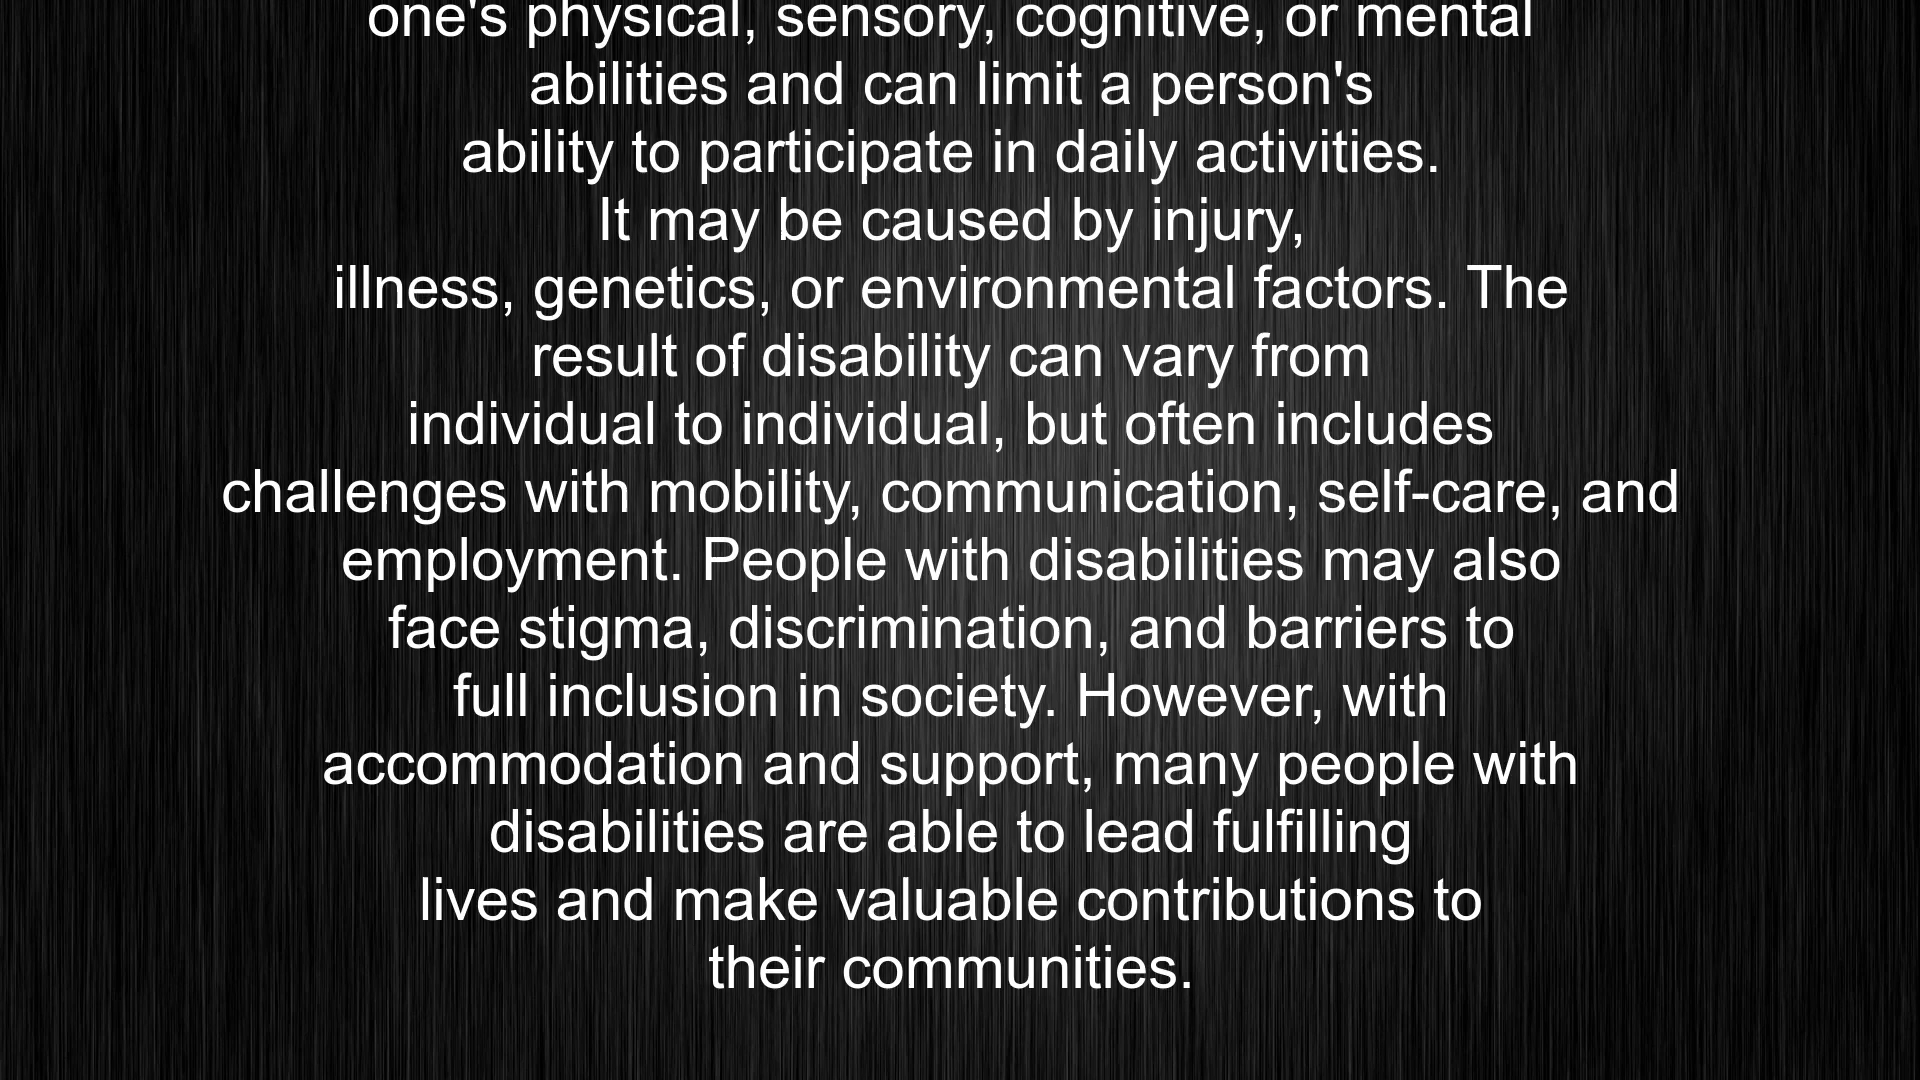 one's physical, sensory, cognitive, or mental
abilities and can limit a person's
ability to participate in daily activities.
It may be caused by injury,
illness, genetics, or environmental factors. The
result of disability can vary from
individual to individual, but often includes
challenges with mobility, communication, self-care, and
employment. People with disabilities may also
face stigma, discrimination, and barriers to
full inclusion in society. However, with
accommodation and support, many people with
disabilities are able to lead fulfilling
lives and make valuable contributions to
their communities.